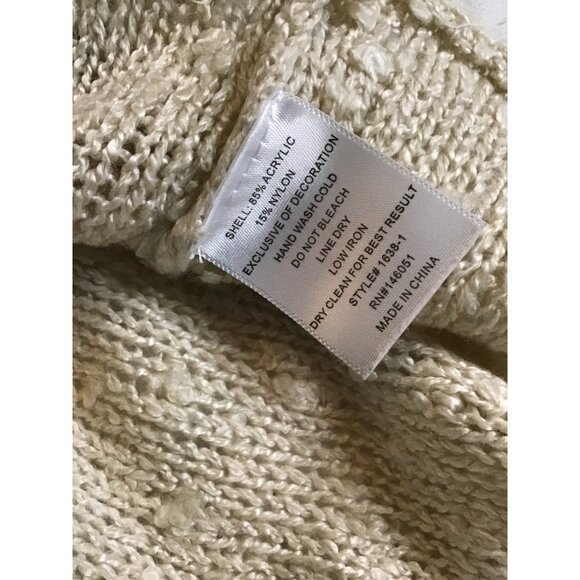 SHELL: 85% ACRYLIC
15% NYLON
EXCLUSIVE OF DECORATION
HAND WASH COLD
DO NOT BLEACH
LINE DRY
LOW IRON
DRY CLEAN FOR BEST RESULT
STYLE# 1638-1
RN#146051
MADE IN CHINA